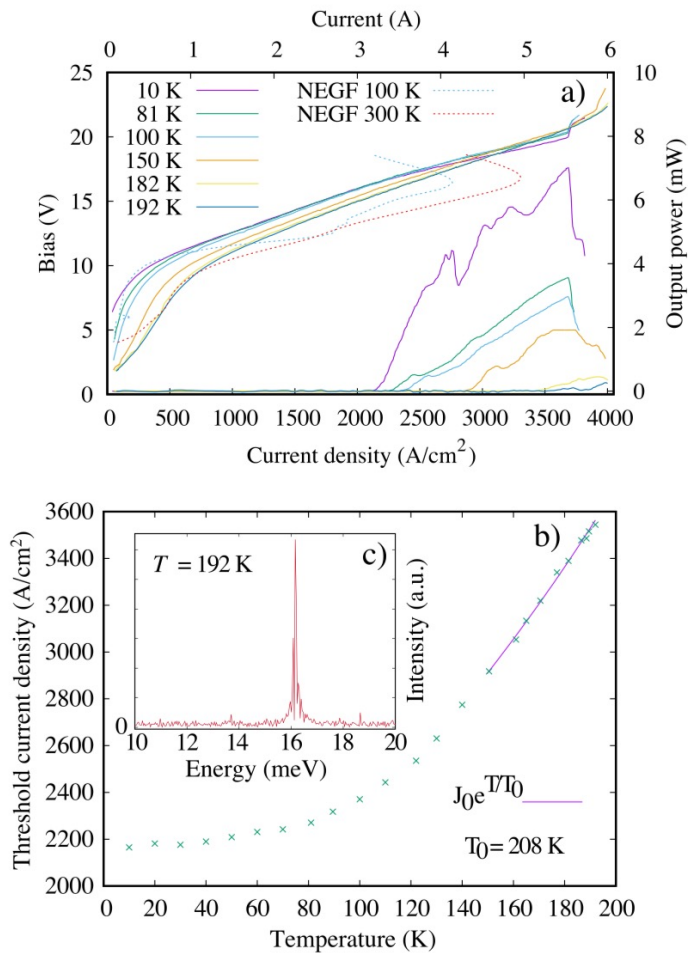 Current (A)
0 1 2 3 4 5 6
a)
10 K
81 K
100 K
150 K
182 K
192 K
NEGF 100 K
NEGF 300 K
Bias (V)
25
20
15
10
5
0
Output power (mW)
10
8
6
4
2
0
0 500 1000 1500 2000 2500 3000 3500 4000
Current density (A/cm²)
b)
Threshold current density (A/cm²)
3600
3400
3200
3000
2800
2600
2400
2200
2000
c)
T = 192 K
Intensity (a.u.)
0
10 12 14 16 18 20
Energy (meV)
J₀e^T/T₀
T₀ = 208 K
0 20 40 60 80 100 120 140 160 180 200
Temperature (K)